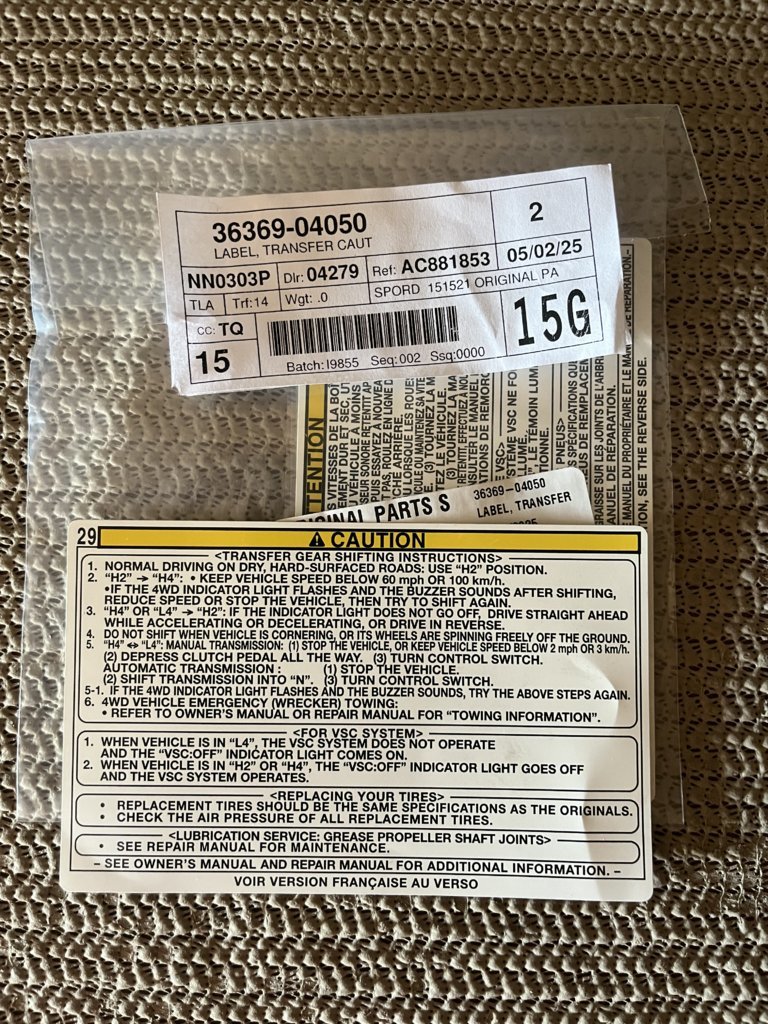 36369-04050
LABEL, TRANSFER CAUT
2
NN0303P Dlr: 04279 Ref: AC881853 05/02/25
TLA Trf:14 Wgt: .0 SPORD 151521 ORIGINAL PA
CC: TQ
15
15G
Batch: I9855 Seq:002 Ssq:0000
TENTION
<VSC>
PNEUS>
MANUEL DE RÉPARATION.
SEE THE REVERSE SIDE.
GINAL PARTS S
36369-04050
LABEL, TRANSFER
29 CAUTION
<TRANSFER GEAR SHIFTING INSTRUCTIONS>
1. NORMAL DRIVING ON DRY, HARD-SURFACED ROADS: USE "H2" POSITION.
2. "H2" → "H4": • KEEP VEHICLE SPEED BELOW 60 mph OR 100 km/h.
•IF THE 4WD INDICATOR LIGHT FLASHES AND THE BUZZER SOUNDS AFTER SHIFTING,
REDUCE SPEED OR STOP THE VEHICLE, THEN TRY TO SHIFT AGAIN.
3. "H4" OR "L4" → "H2": IF THE INDICATOR LIGHT DOES NOT GO OFF, DRIVE STRAIGHT AHEAD
WHILE ACCELERATING OR DECELERATING, OR DRIVE IN REVERSE.
4. DO NOT SHIFT WHEN VEHICLE IS CORNERING, OR ITS WHEELS ARE SPINNING FREELY OFF THE GROUND.
5. "H4" ↔ "L4": MANUAL TRANSMISSION: (1) STOP THE VEHICLE, OR KEEP VEHICLE SPEED BELOW 2 mph OR 3 km/h.
(2) DEPRESS CLUTCH PEDAL ALL THE WAY. (3) TURN CONTROL SWITCH.
AUTOMATIC TRANSMISSION : (1) STOP THE VEHICLE.
(2) SHIFT TRANSMISSION INTO "N". (3) TURN CONTROL SWITCH.
5-1. IF THE 4WD INDICATOR LIGHT FLASHES AND THE BUZZER SOUNDS, TRY THE ABOVE STEPS AGAIN.
6. 4WD VEHICLE EMERGENCY (WRECKER) TOWING:
• REFER TO OWNER'S MANUAL OR REPAIR MANUAL FOR "TOWING INFORMATION".
<FOR VSC SYSTEM>
1. WHEN VEHICLE IS IN "L4", THE VSC SYSTEM DOES NOT OPERATE
AND THE "VSC:OFF" INDICATOR LIGHT COMES ON.
2. WHEN VEHICLE IS IN "H2" OR "H4", THE "VSC:OFF" INDICATOR LIGHT GOES OFF
AND THE VSC SYSTEM OPERATES.
<REPLACING YOUR TIRES>
• REPLACEMENT TIRES SHOULD BE THE SAME SPECIFICATIONS AS THE ORIGINALS.
• CHECK THE AIR PRESSURE OF ALL REPLACEMENT TIRES.
<LUBRICATION SERVICE: GREASE PROPELLER SHAFT JOINTS>
• SEE REPAIR MANUAL FOR MAINTENANCE.
– SEE OWNER'S MANUAL AND REPAIR MANUAL FOR ADDITIONAL INFORMATION. –
VOIR VERSION FRANÇAISE AU VERSO